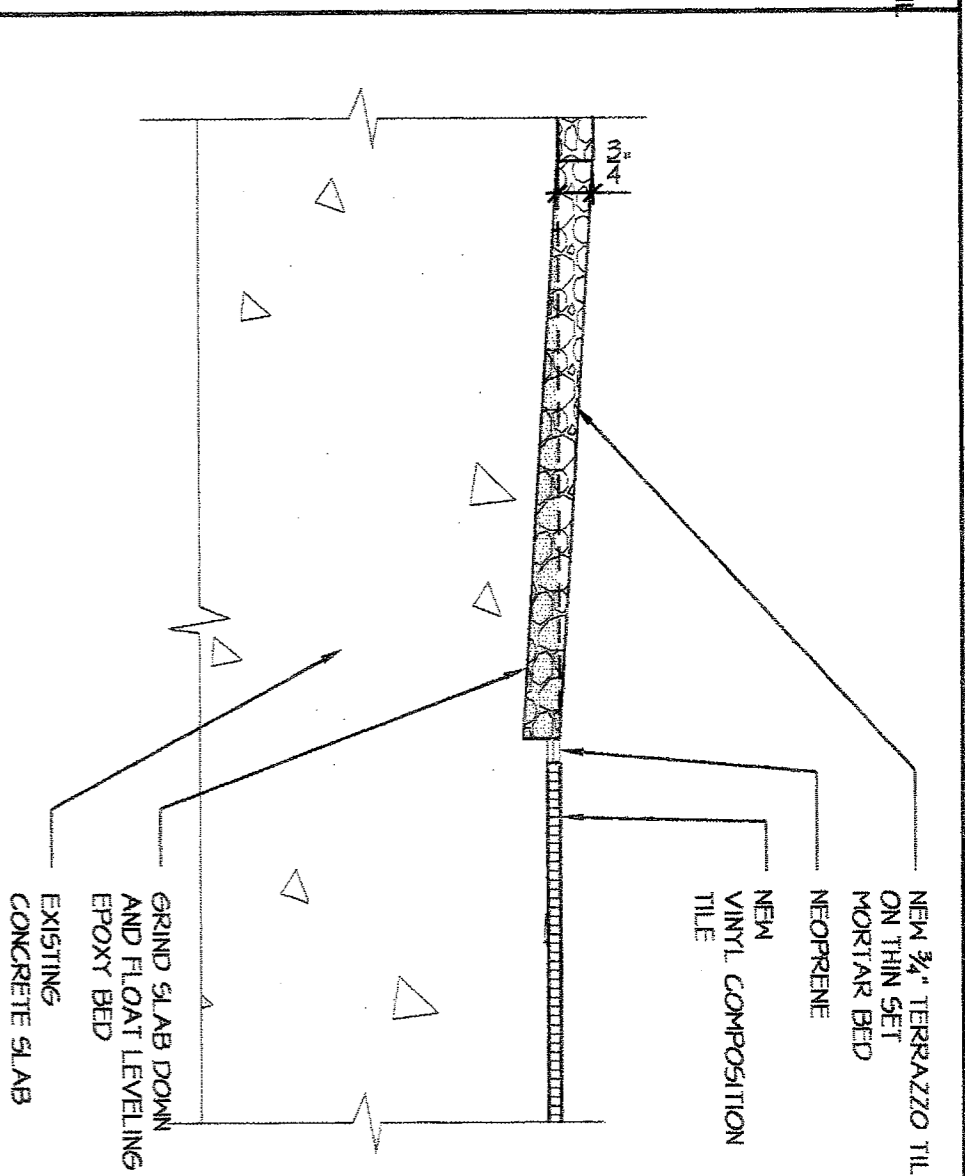 NEW 3/4" TERRAZZO TIL
ON THIN SET
MORTAR BED
NEOPRENE
NEW
VINYL COMPOSITION
TILE
GRIND SLAB DOWN
AND FLOAT LEVELING
EPOXY BED
EXISTING
CONCRETE SLAB
3/4"